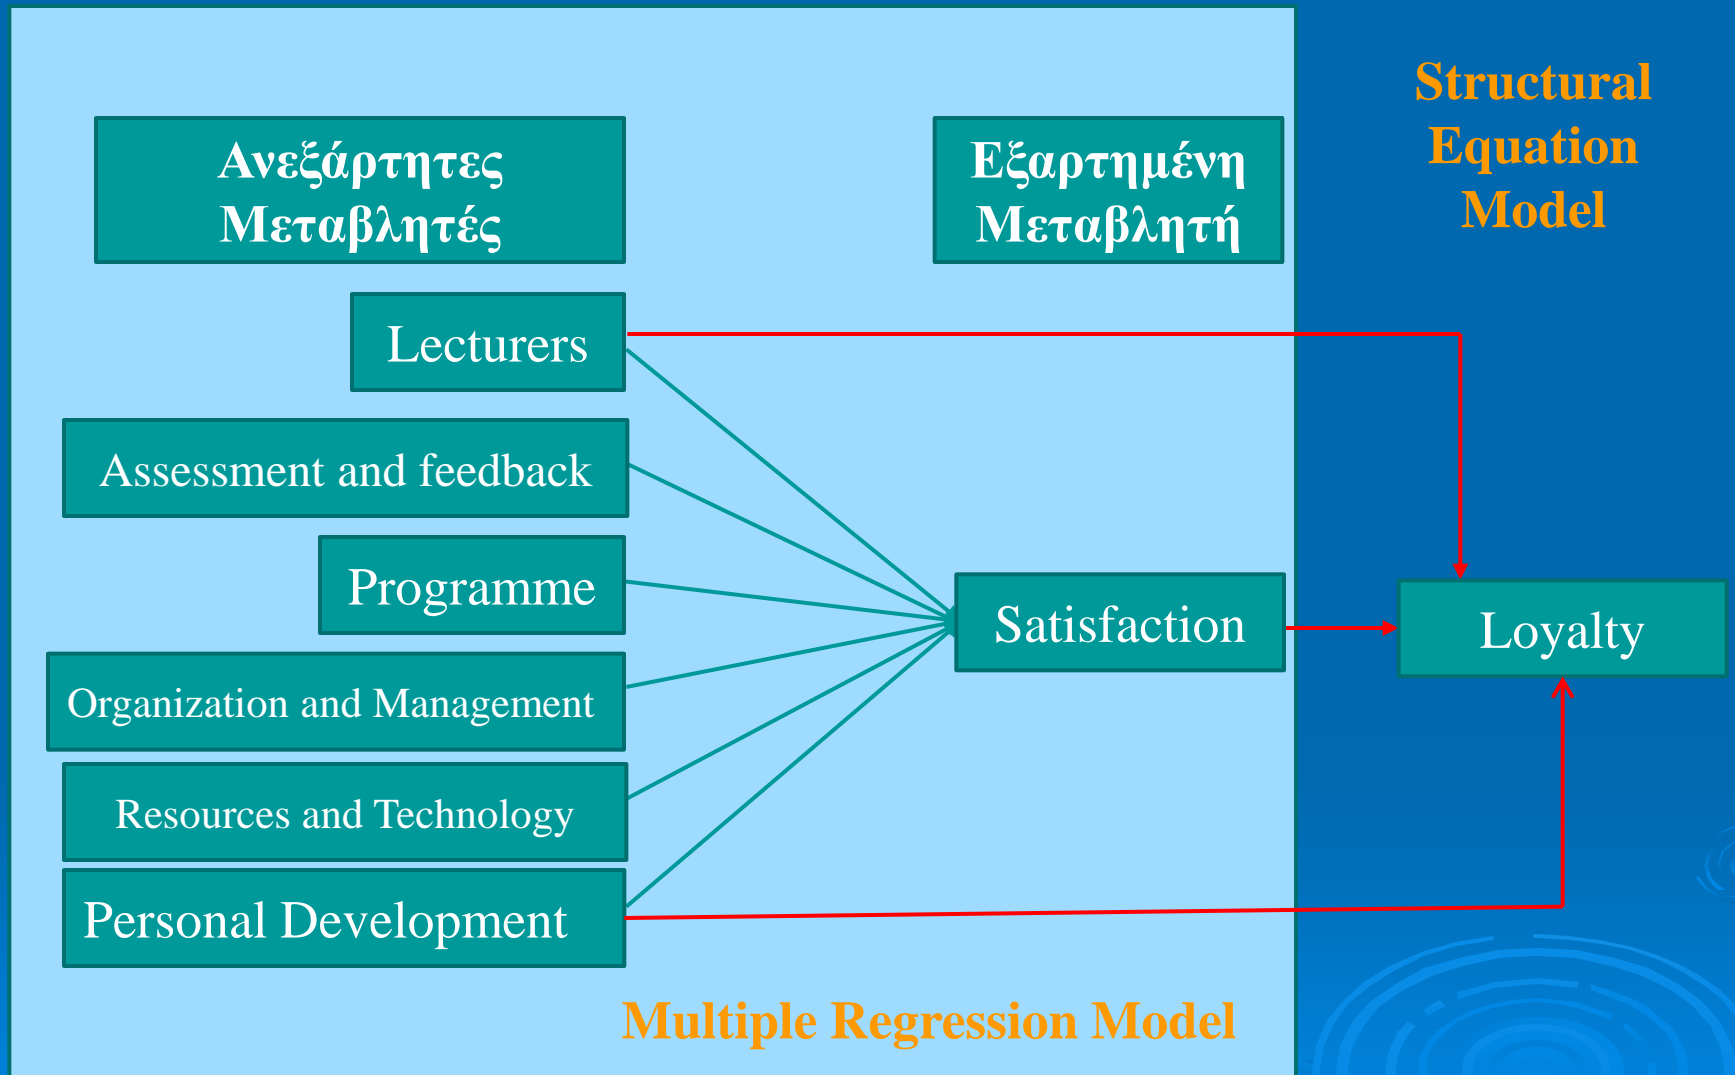 Ανεξάρτητες
Μεταβλητές
Εξαρτημένη
Μεταβλητή
Structural
Equation
Model
Lecturers
Assessment and feedback
Programme
Organization and Management
Resources and Technology
Personal Development
Satisfaction
Loyalty
Multiple Regression Model